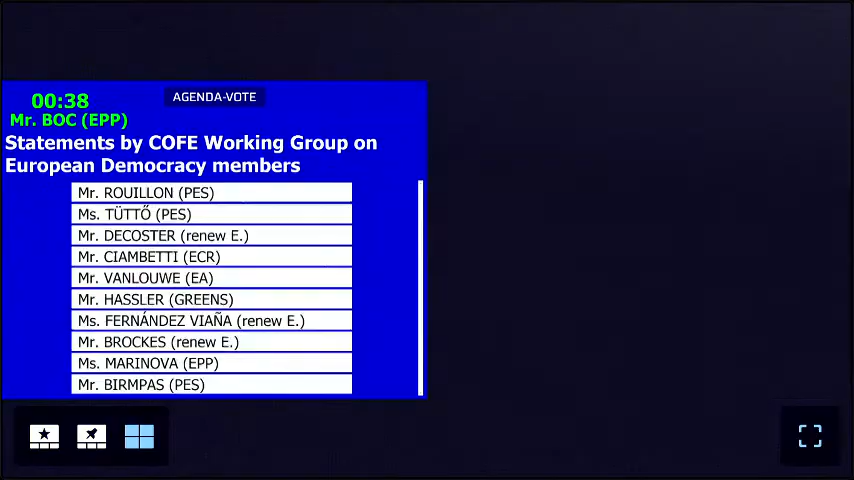 00:38
AGENDA-VOTE
Mr. BOC (EPP)
Statements by COFE Working Group on
European Democracy members
Mr. ROUILLON (PES)
Ms. TÜTTŐ (PES)
Mr. DECOSTER (renew E.)
Mr. CIAMBETTI (ECR)
Mr. VANLOUWE (EA)
Mr. HASSLER (GREENS)
Ms. FERNÁNDEZ VIAÑA (renew E.)
Mr. BROCKES (renew E.)
Ms. MARINOVA (EPP)
Mr. BIRMPAS (PES)